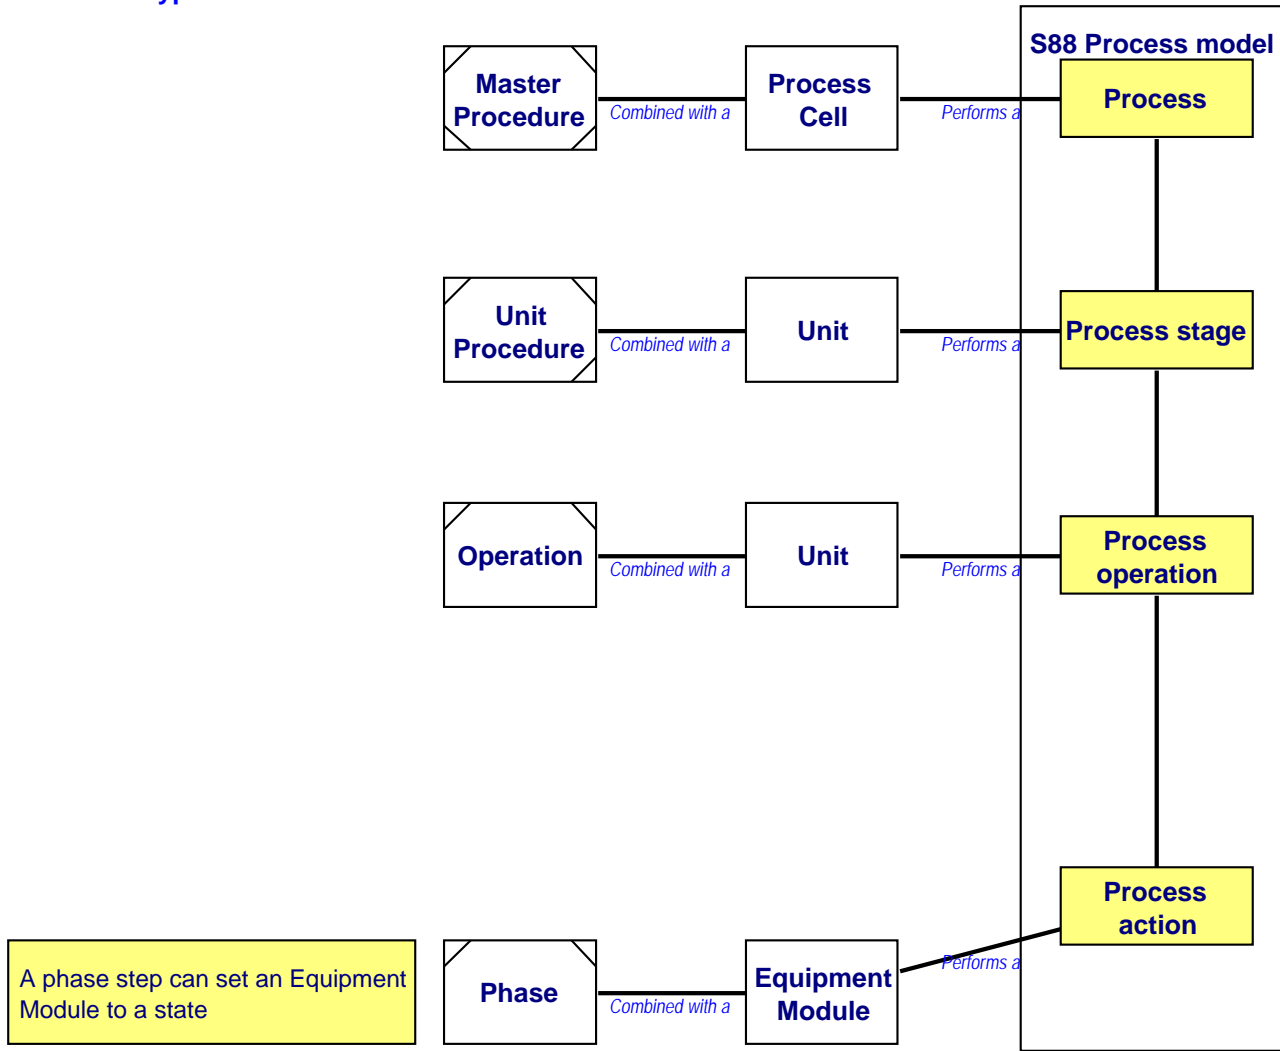 S88 Process model
Master
Procedure
Combined with a
Process
Cell
Performs a
Process
Unit
Procedure
Combined with a
Unit
Performs a
Process stage
Operation
Combined with a
Unit
Performs a
Process
operation
Process
action
A phase step can set an Equipment
Module to a state
Phase
Combined with a
Equipment
Module
Performs a